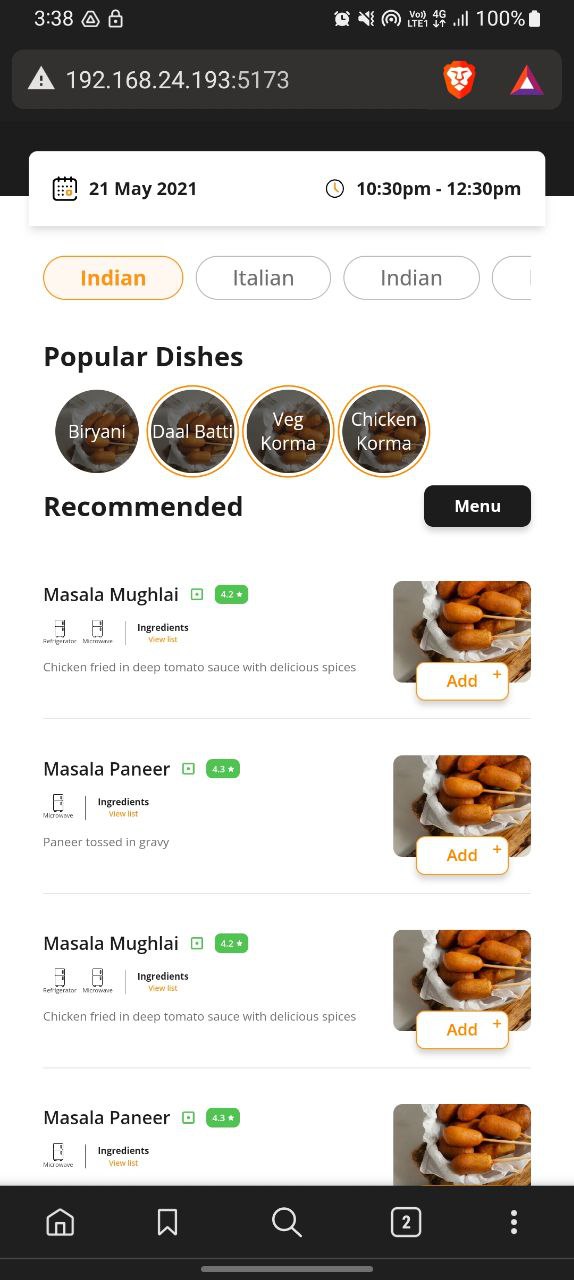 3:38 Vo)) LTE1 4G 100%
192.168.24.193:5173
21 May 2021 10:30pm - 12:30pm
Indian Italian Indian
Popular Dishes
Biryani Daal Batti Veg Korma Chicken Korma
Recommended Menu
Masala Mughlai 4.2 ★
Refrigerator Microwave Ingredients
View list
Chicken fried in deep tomato sauce with delicious spices
Add +
Masala Paneer 4.3 ★
Microwave Ingredients
View list
Paneer tossed in gravy
Add +
Masala Mughlai 4.2 ★
Refrigerator Microwave Ingredients
View list
Chicken fried in deep tomato sauce with delicious spices
Add +
Masala Paneer 4.3 ★
Microwave Ingredients
View list
2